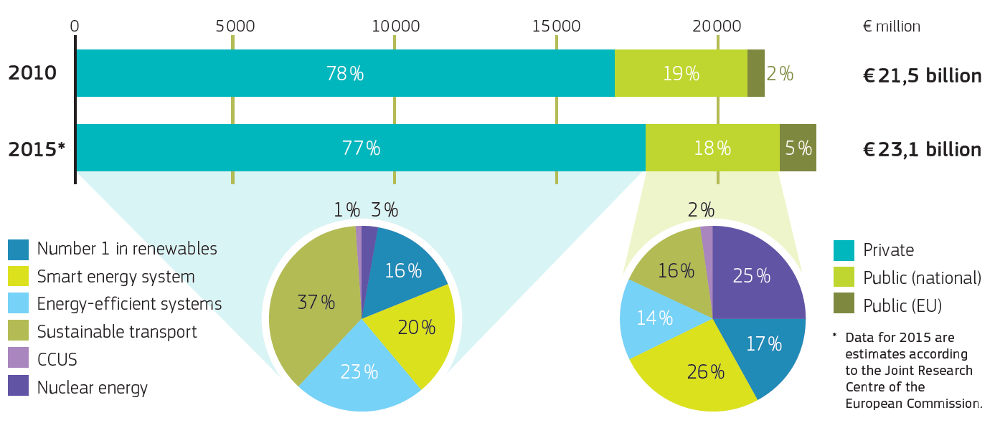 0 5000 10000 15000 20000 € million
2010 78% 19% 2% € 21,5 billion
2015* 77% 18% 5% € 23,1 billion
1% 3% 2%
Number 1 in renewables
Smart energy system
Energy-efficient systems
Sustainable transport
CCUS
Nuclear energy
16%
37%
20%
23%
16% 25%
14%
17%
26%
Private
Public (national)
Public (EU)
* Data for 2015 are
estimates according
to the Joint Research
Centre of the
European Commission.